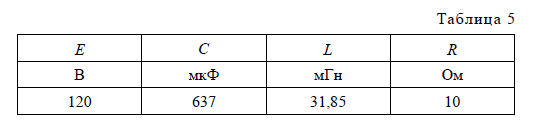 Таблица 5
E C L R
В мкФ мГн Ом
120 637 31,85 10